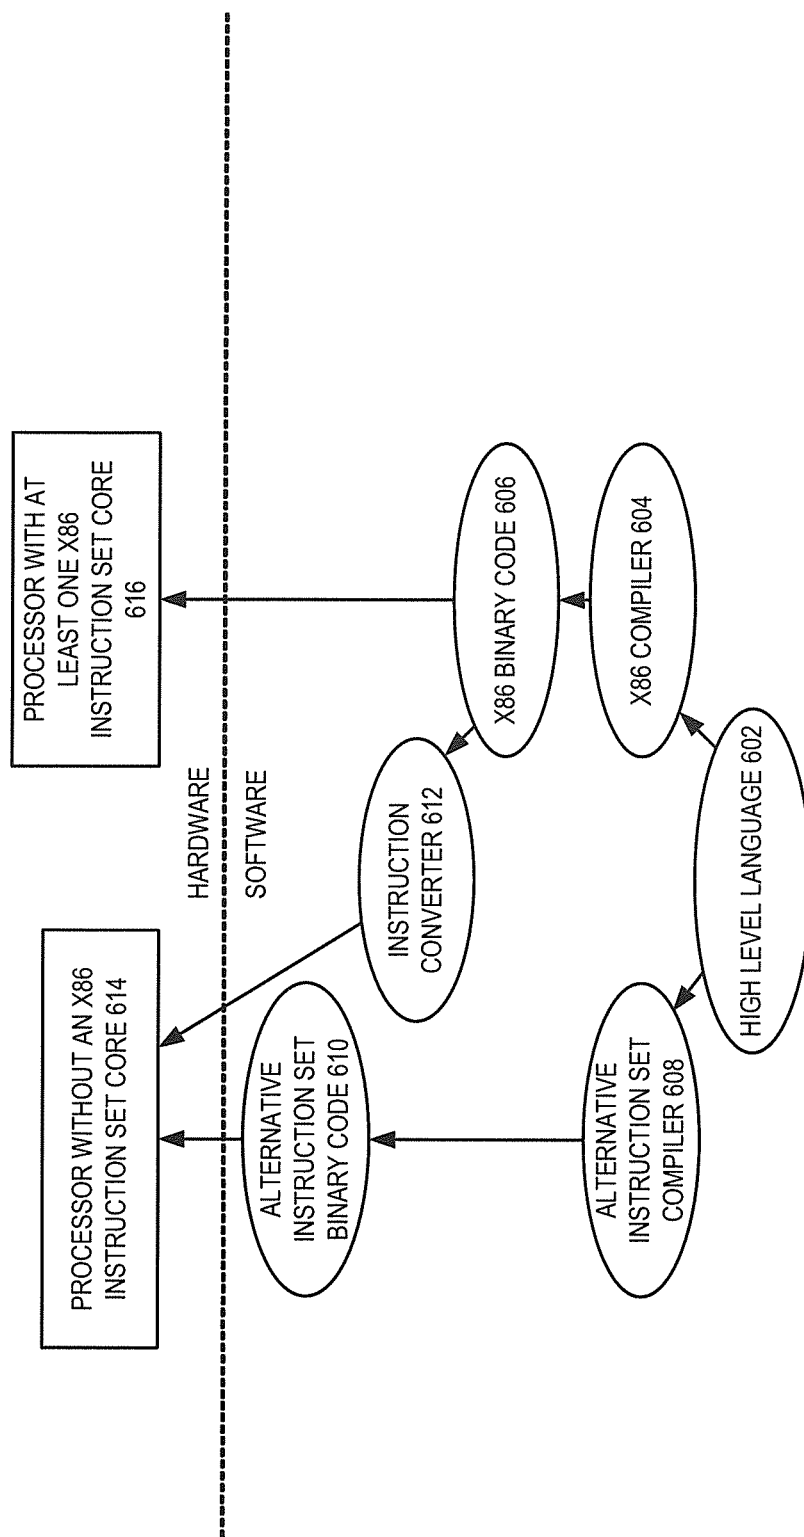 PROCESSOR WITHOUT AN X86
INSTRUCTION SET CORE 614
PROCESSOR WITH AT
LEAST ONE X86
INSTRUCTION SET CORE
616
HARDWARE
SOFTWARE
ALTERNATIVE
INSTRUCTION SET
BINARY CODE 610
INSTRUCTION
CONVERTER 612
X86 BINARY CODE 606
ALTERNATIVE
INSTRUCTION SET
COMPILER 608
X86 COMPILER 604
HIGH LEVEL LANGUAGE 602